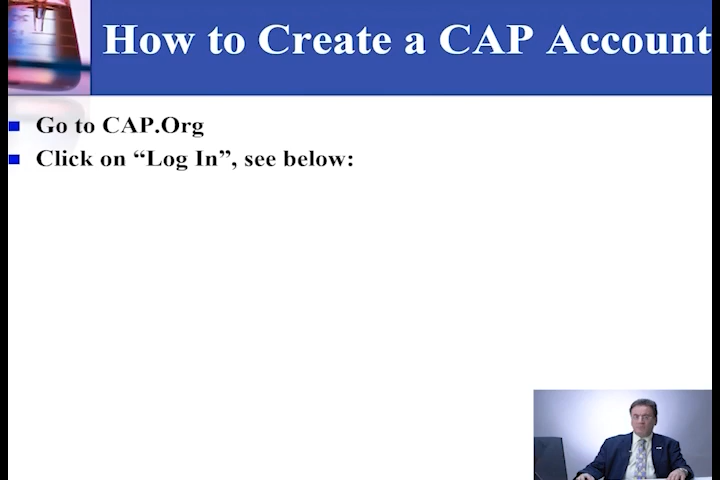 How to Create a CAP Account
Go to CAP.Org
Click on “Log In”, see below: